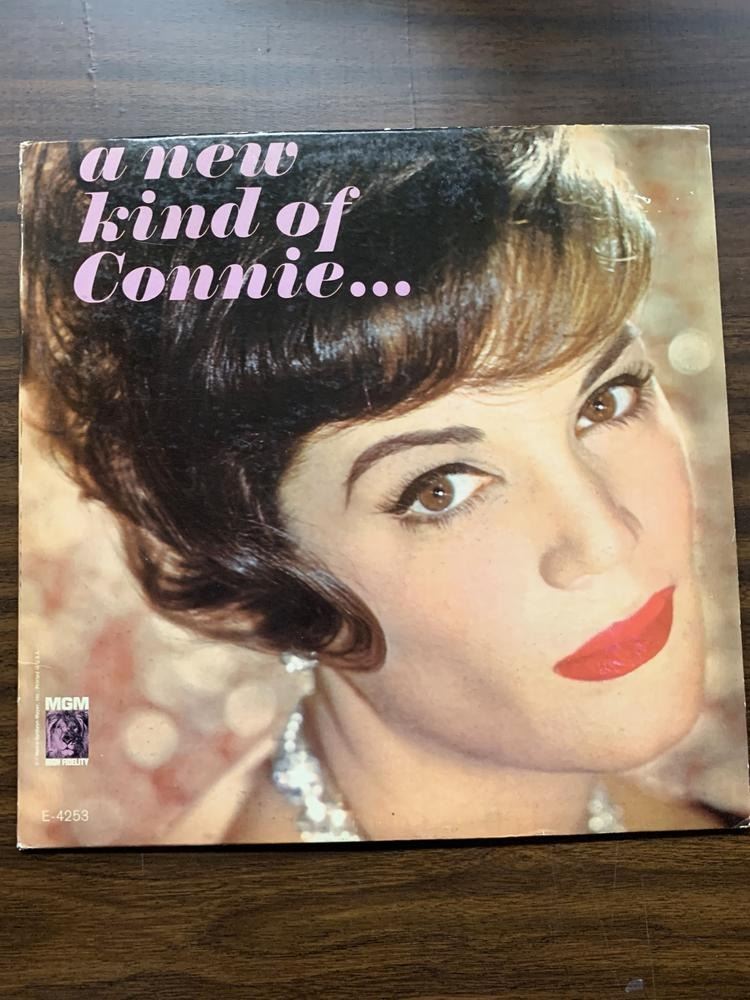 a new
kind of
Connie...
MGM
HIGH FIDELITY
E-4253